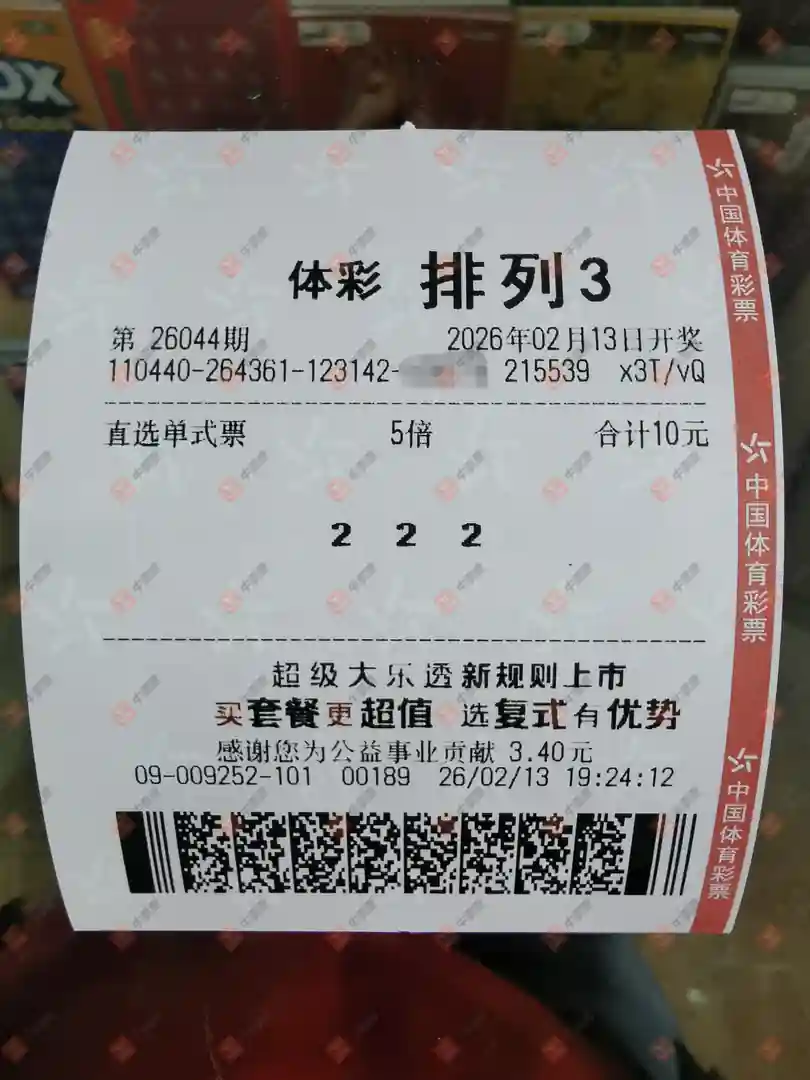 OX
体彩 排列3
第 26044期 2026年02月13日开奖
110440-264361-123142- 215539 x3T/vQ
直选单式票 5倍 合计10元
2 2 2
超级大乐透新规则上市
买套餐更超值 选复式有优势
感谢您为公益事业贡献 3.40元
09-009252-101 00189 26/02/13 19:24:12
中国体育彩票
中国体育彩票
中国体育彩票